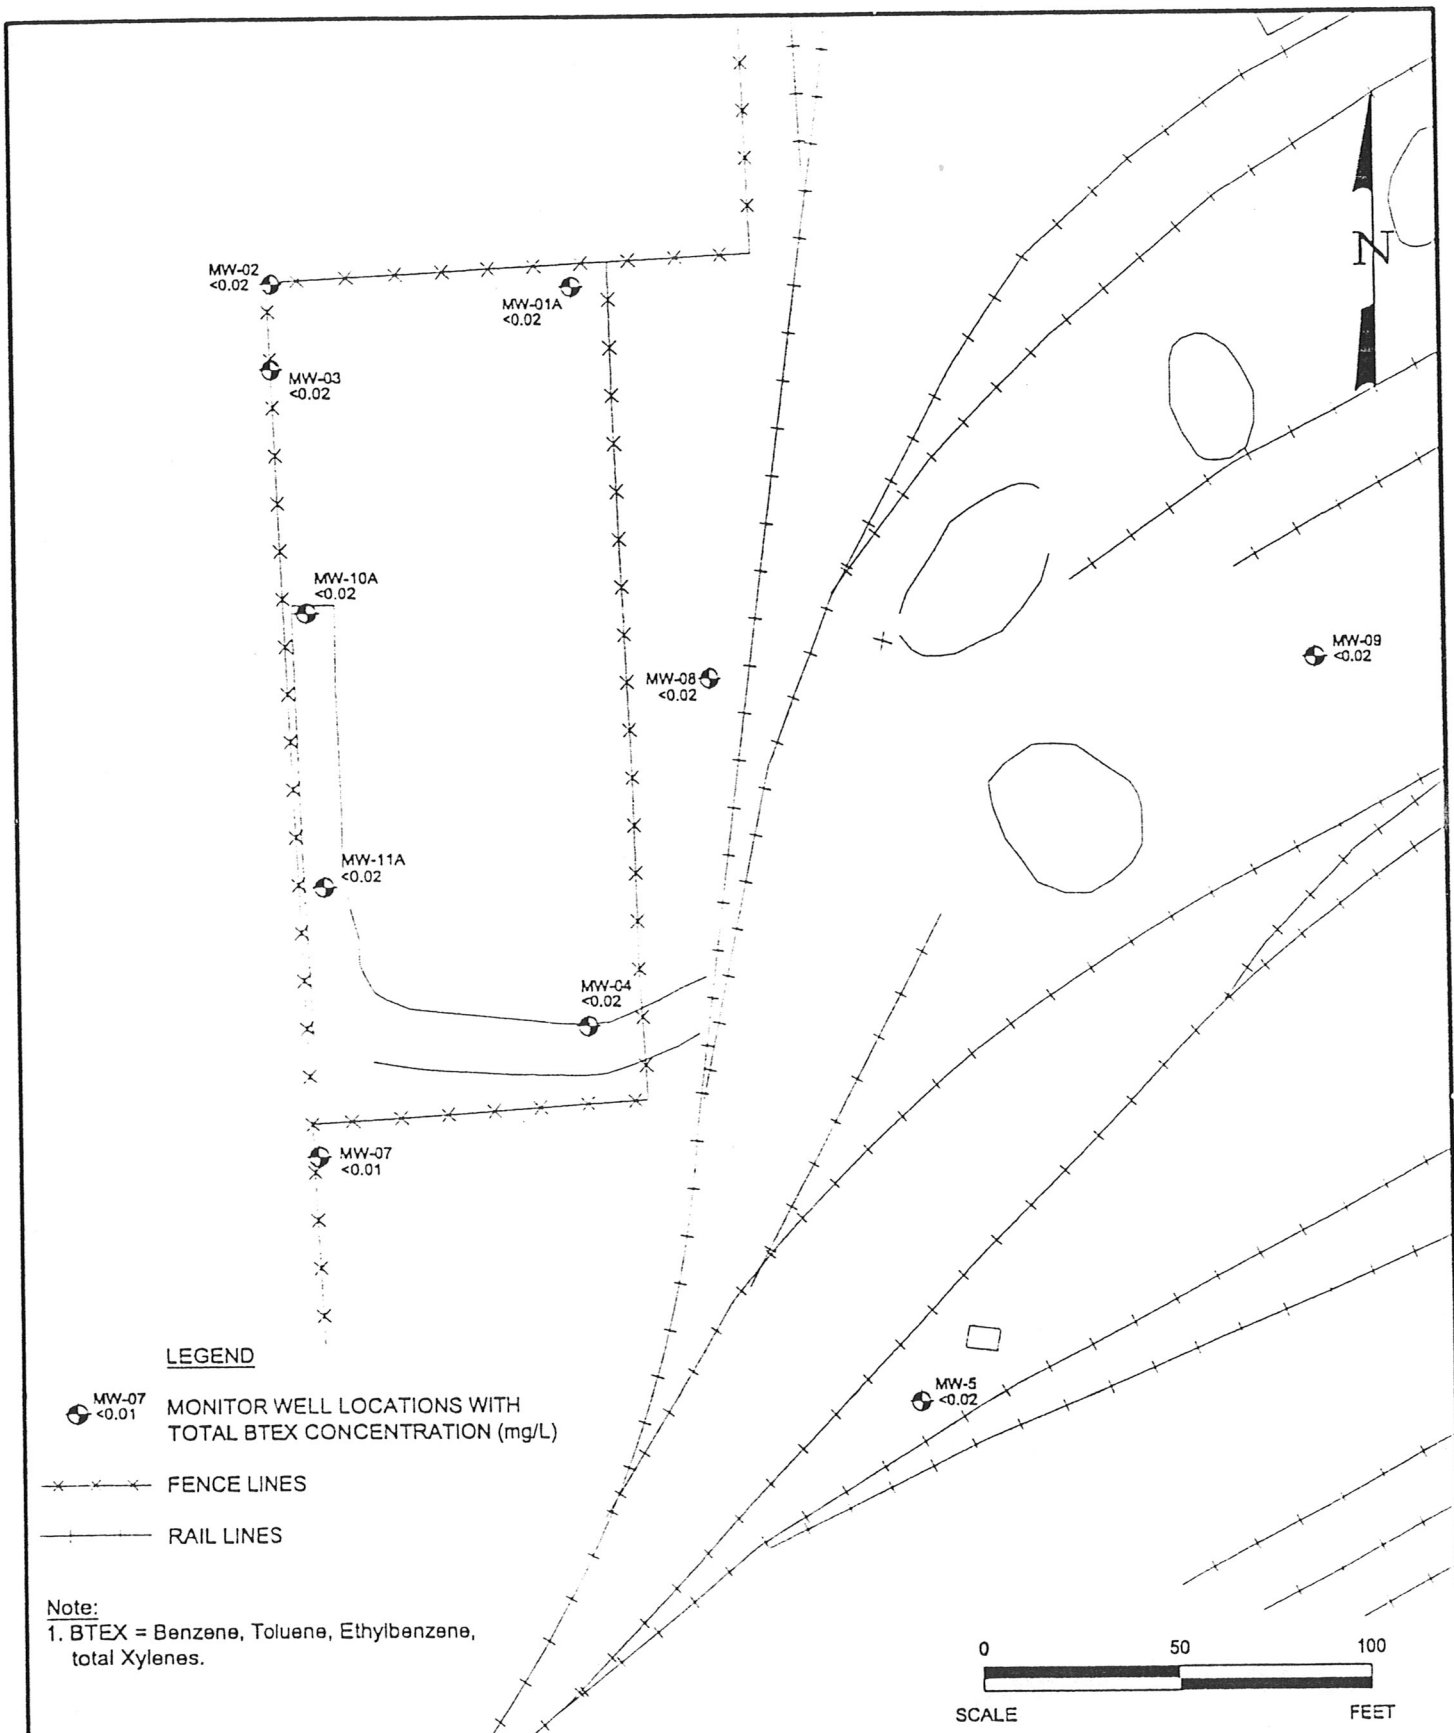 N
MW-02
<0.02
MW-01A
<0.02
MW-03
<0.02
MW-10A
<0.02
MW-09
<0.02
MW-08
<0.02
MW-11A
<0.02
MW-04
<0.02
MW-07
<0.01
LEGEND
MW-07
<0.01
MONITOR WELL LOCATIONS WITH
TOTAL BTEX CONCENTRATION (mg/L)
FENCE LINES
RAIL LINES
MW-5
<0.02
Note:
1. BTEX = Benzene, Toluene, Ethylbenzene,
total Xylenes.
0 50 100
SCALE FEET